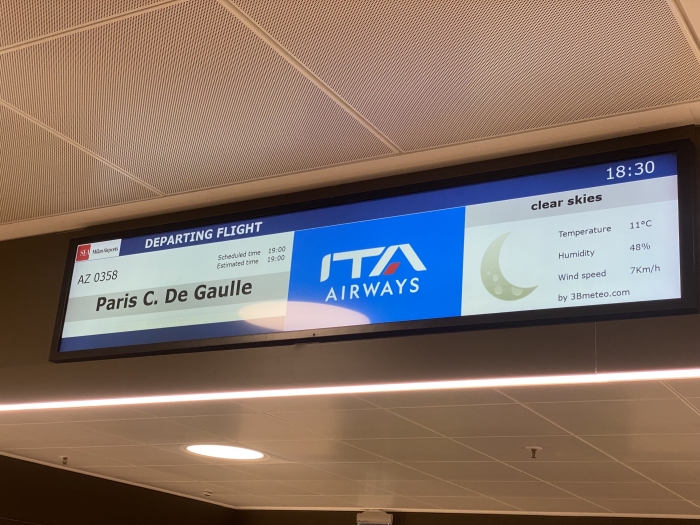 18:30
SEA Milan Airports
DEPARTING FLIGHT
AZ 0358
Scheduled time 19:00
Estimated time 19:00
Paris C. De Gaulle
ITA
AIRWAYS
clear skies
Temperature 11°C
Humidity 48%
Wind speed 7Km/h
by 3Bmeteo.com